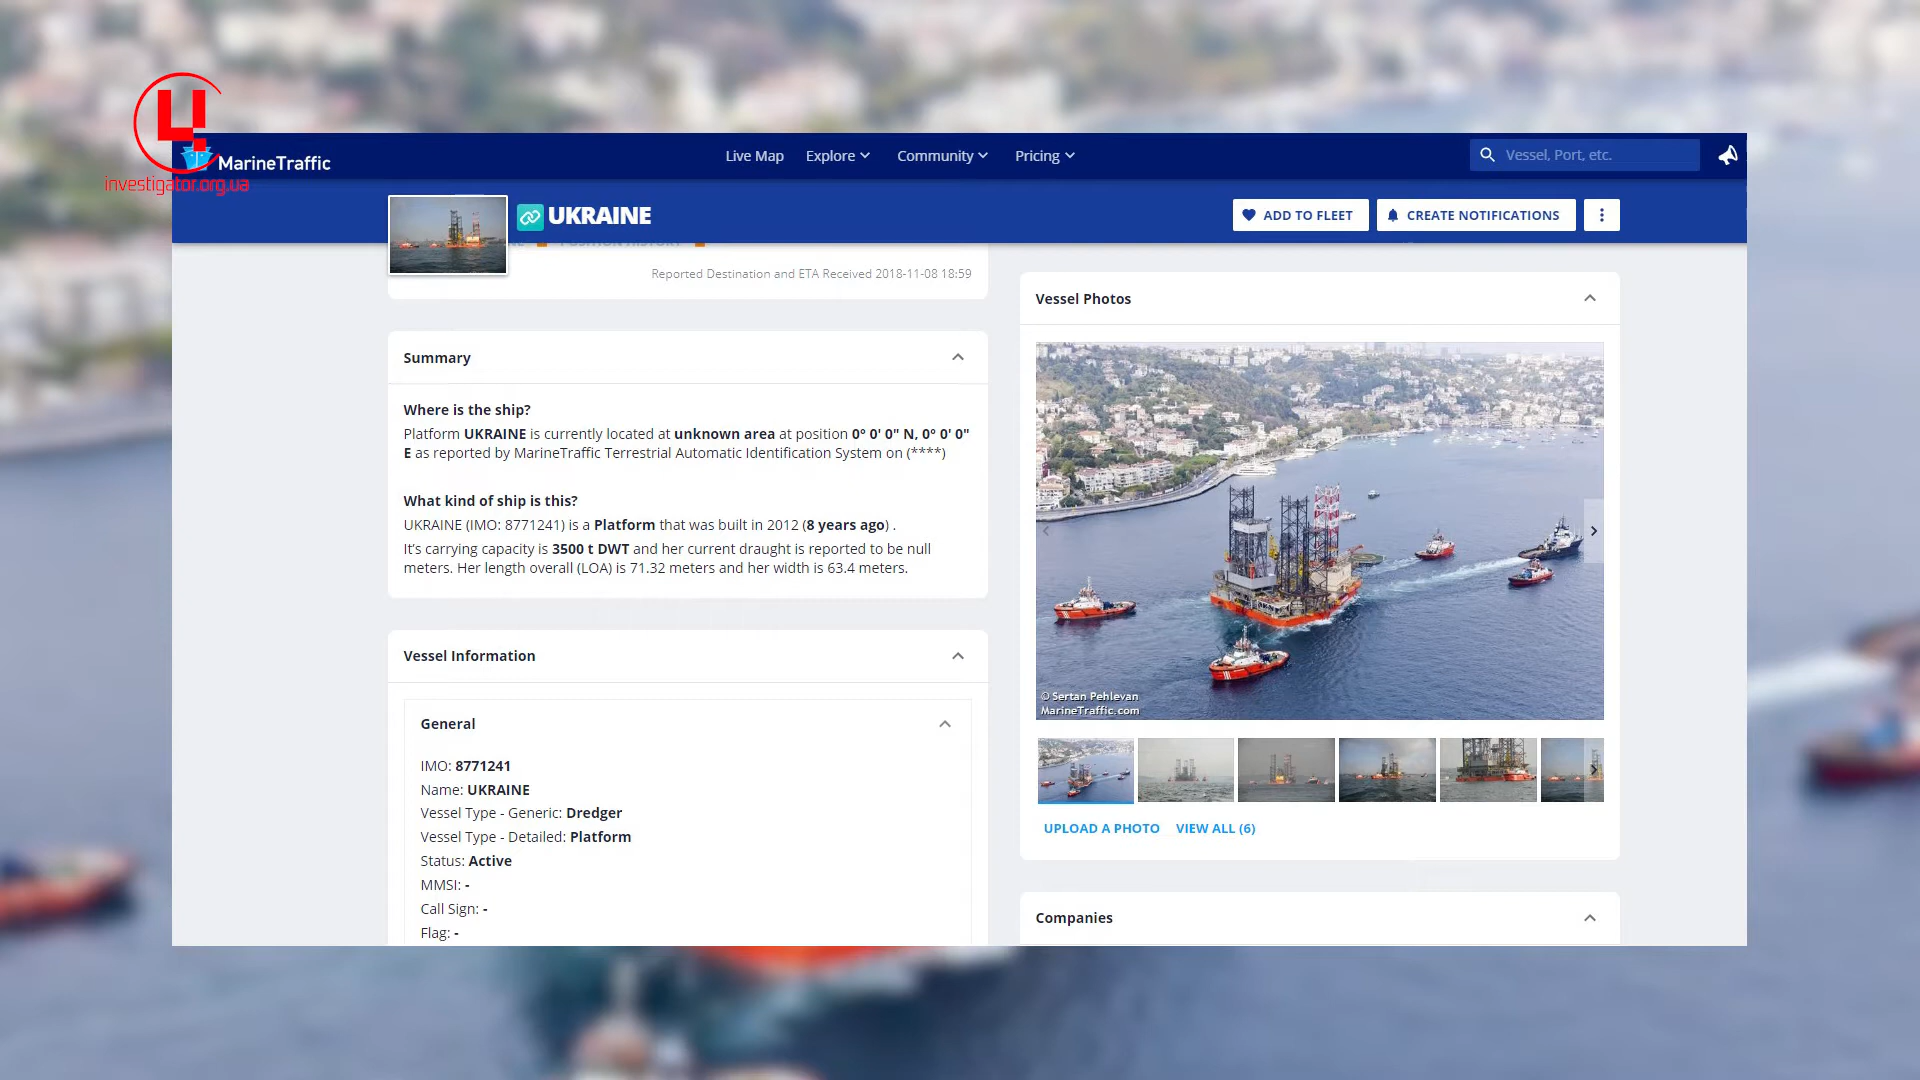 MarineTraffic
investigator.org.ua
Live Map
Explore
Community
Pricing
Vessel, Port, etc.
UKRAINE
ADD TO FLEET
CREATE NOTIFICATIONS
POSITION HISTORY
Reported Destination and ETA Received 2018-11-08 18:59
Summary
Where is the ship?
Platform UKRAINE is currently located at unknown area at position 0° 0' 0" N, 0° 0' 0"
E as reported by MarineTraffic Terrestrial Automatic Identification System on (****)
What kind of ship is this?
UKRAINE (IMO: 8771241) is a Platform that was built in 2012 (8 years ago) .
It’s carrying capacity is 3500 t DWT and her current draught is reported to be null
meters. Her length overall (LOA) is 71.32 meters and her width is 63.4 meters.
Vessel Information
General
IMO: 8771241
Name: UKRAINE
Vessel Type - Generic: Dredger
Vessel Type - Detailed: Platform
Status: Active
MMSI: -
Call Sign: -
Flag: -
Vessel Photos
© Sertan Pehlevan
MarineTraffic.com
UPLOAD A PHOTO
VIEW ALL (6)
Companies